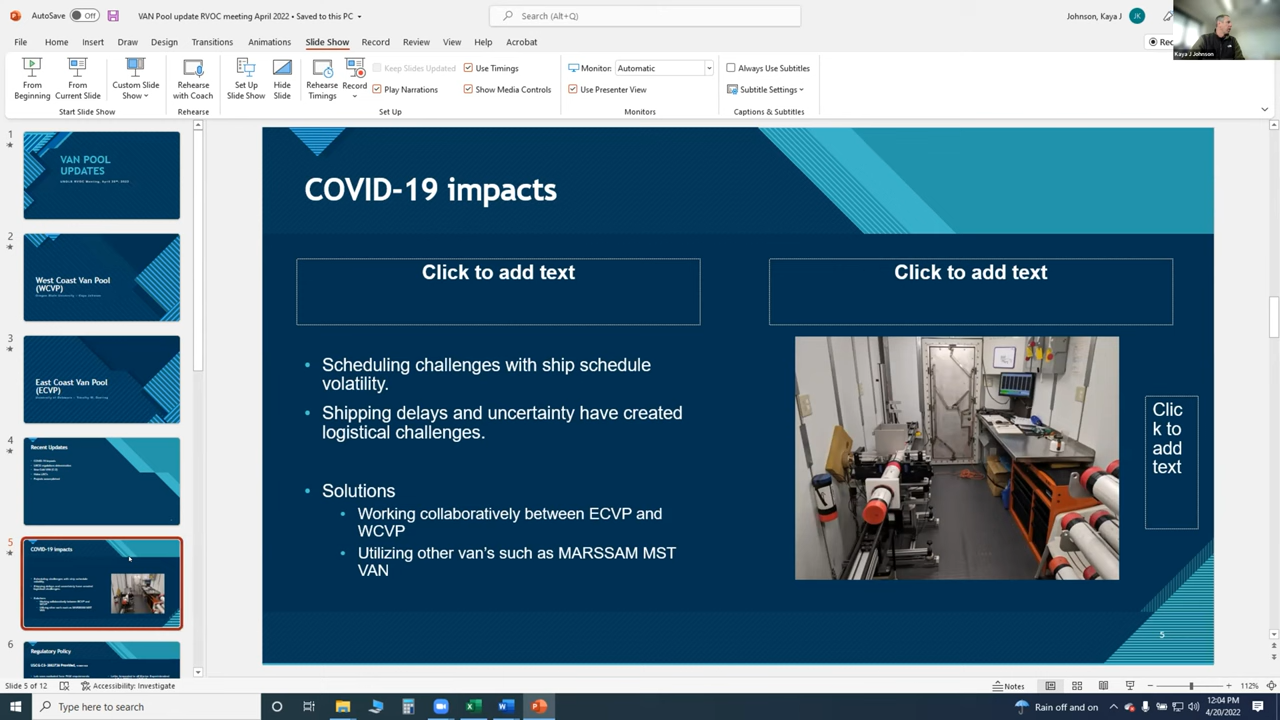 AutoSave Off VAN Pool update RVOC meeting April 2022 • Saved to this PC Search (Alt+Q) Johnson, Kaya J JK
File Home Insert Draw Design Transitions Animations Slide Show Record Review View Help Acrobat
Kaya J Johnson
From Beginning
From Current Slide
Custom Slide Show
Start Slide Show
Rehearse with Coach
Rehearse
Set Up Slide Show
Hide Slide
Rehearse Timings
Record
Keep Slides Updated
Play Narrations
Use Timings
Show Media Controls
Set Up
Monitor: Automatic
Use Presenter View
Monitors
Always Use Subtitles
Subtitle Settings
Captions & Subtitles
1
VAN POOL
UPDATES
2
West Coast Van Pool
(WCVP)
3
East Coast Van Pool
(ECVP)
4
Recent Updates
5
COVID-19 impacts
6
Regulatory Policy
COVID-19 impacts
Click to add text
Click to add text
• Scheduling challenges with ship schedule
volatility.
• Shipping delays and uncertainty have created
logistical challenges.
• Solutions
• Working collaboratively between ECVP and
WCVP
• Utilizing other van's such as MARSSAM MST
VAN
Clic
k to
add
text
5
Slide 5 of 12 Accessibility: Investigate Notes 112%
Type here to search Rain off and on 12:04 PM
4/20/2022